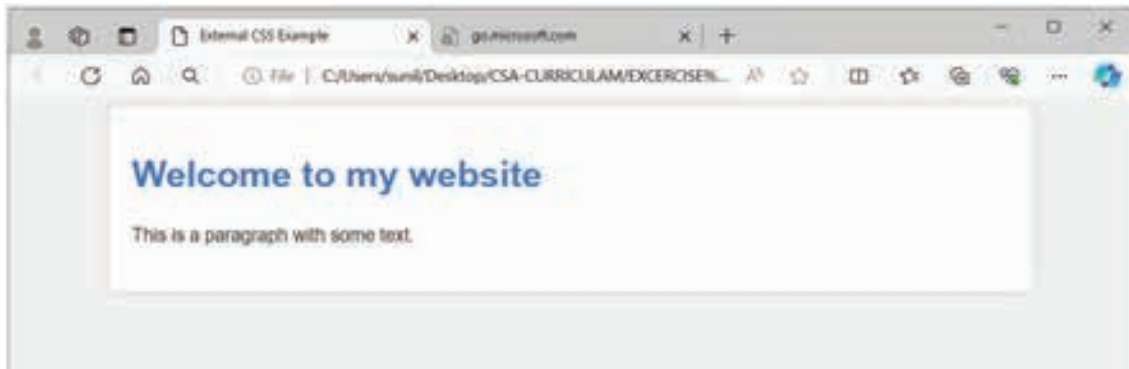 External CSS Example
go.microsoft.com
File | C:/Users/sunil/Desktop/CSA-CURRICULAM/EXCERCISE%...
Welcome to my website
This is a paragraph with some text.